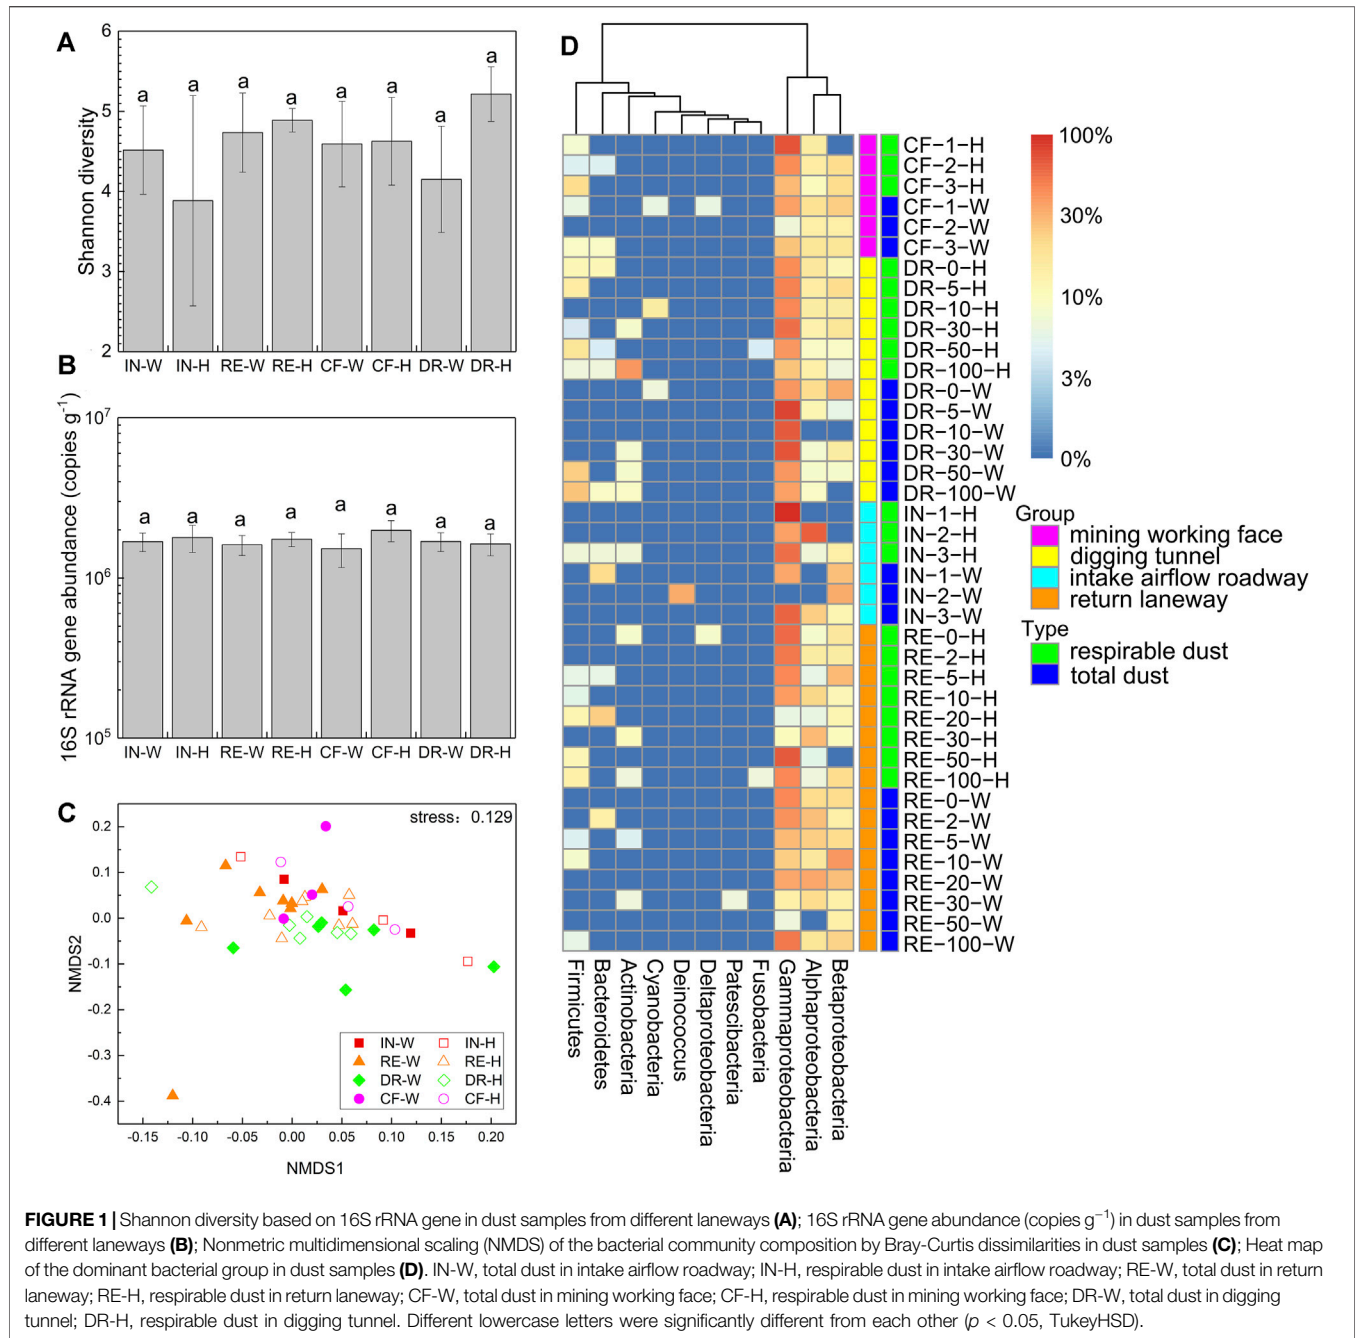 A
6
5
4
3
2
Shannon diversity
a a a a a a a a
IN-W IN-H RE-W RE-H CF-W CF-H DR-W DR-H
B
10⁷
10⁶
10⁵
16S rRNA gene abundance (copies g⁻¹)
a a a a a a a a
IN-W IN-H RE-W RE-H CF-W CF-H DR-W DR-H
C
stress: 0.129
0.2
0.1
0.0
-0.1
-0.2
-0.3
-0.4
NMDS2
IN-W IN-H
RE-W RE-H
DR-W DR-H
CF-W CF-H
-0.15 -0.10 -0.05 0.00 0.05 0.10 0.15 0.20
NMDS1
D
CF-1-H
CF-2-H
CF-3-H
CF-1-W
CF-2-W
CF-3-W
DR-0-H
DR-5-H
DR-10-H
DR-30-H
DR-50-H
DR-100-H
DR-0-W
DR-5-W
DR-10-W
DR-30-W
DR-50-W
DR-100-W
IN-1-H
IN-2-H
IN-3-H
IN-1-W
IN-2-W
IN-3-W
RE-0-H
RE-2-H
RE-5-H
RE-10-H
RE-20-H
RE-30-H
RE-50-H
RE-100-H
RE-0-W
RE-2-W
RE-5-W
RE-10-W
RE-20-W
RE-30-W
RE-50-W
RE-100-W
Firmicutes
Bacteroidetes
Actinobacteria
Cyanobacteria
Deinococcus
Deltaproteobacteria
Patescibacteria
Fusobacteria
Gammaproteobacteria
Alphaproteobacteria
Betaproteobacteria
100%
30%
10%
3%
0%
Group
mining working face
digging tunnel
intake airflow roadway
return laneway
Type
respirable dust
total dust
FIGURE 1 | Shannon diversity based on 16S rRNA gene in dust samples from different laneways (A); 16S rRNA gene abundance (copies g⁻¹) in dust samples from
different laneways (B); Nonmetric multidimensional scaling (NMDS) of the bacterial community composition by Bray-Curtis dissimilarities in dust samples (C); Heat map
of the dominant bacterial group in dust samples (D). IN-W, total dust in intake airflow roadway; IN-H, respirable dust in intake airflow roadway; RE-W, total dust in return
laneway; RE-H, respirable dust in return laneway; CF-W, total dust in mining working face; CF-H, respirable dust in mining working face; DR-W, total dust in digging
tunnel; DR-H, respirable dust in digging tunnel. Different lowercase letters were significantly different from each other (p < 0.05, TukeyHSD).